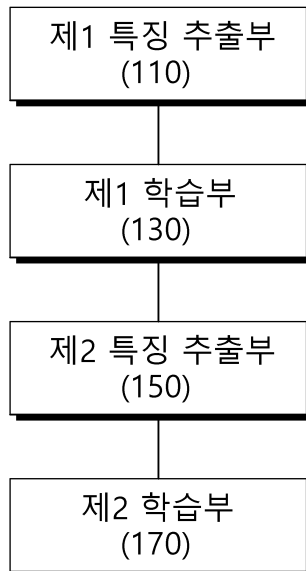 제1 특징 추출부
(110)
제1 학습부
(130)
제2 특징 추출부
(150)
제2 학습부
(170)